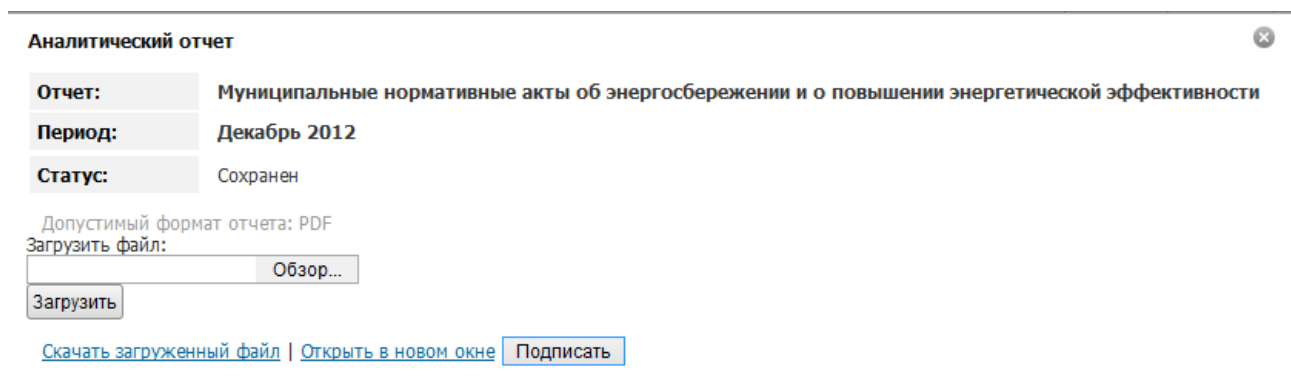 Аналитический отчет
Отчет: Муниципальные нормативные акты об энергосбережении и о повышении энергетической эффективности
Период: Декабрь 2012
Статус: Сохранен
Допустимый формат отчета: PDF
Загрузить файл:
Обзор...
Загрузить
Скачать загруженный файл | Открыть в новом окне Подписать